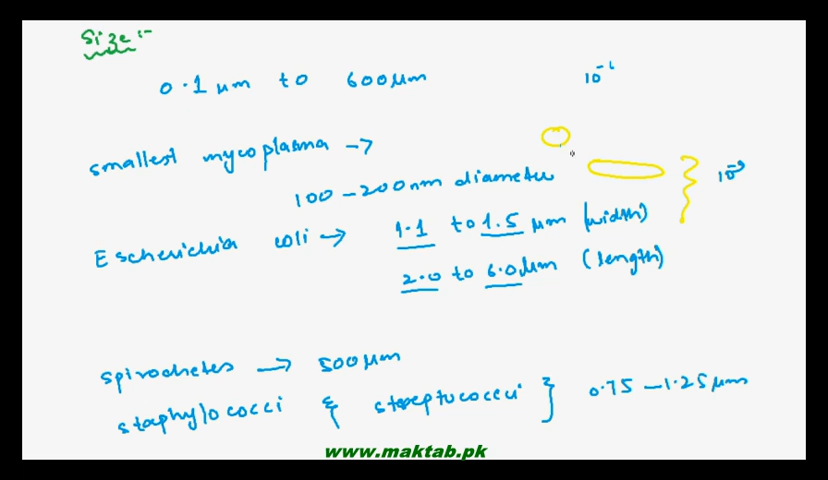 Size:-
0.1 μm to 600μm 10⁻⁶
smallest mycoplasma →
100 – 200nm diameter 10⁻⁹
Escherichia coli → 1.1 to 1.5 μm (width)
2.0 to 6.0μm (length)
spirochetes → 500μm
staphylococci & streptococci } 0.75 – 1.25μm
www.maktab.pk